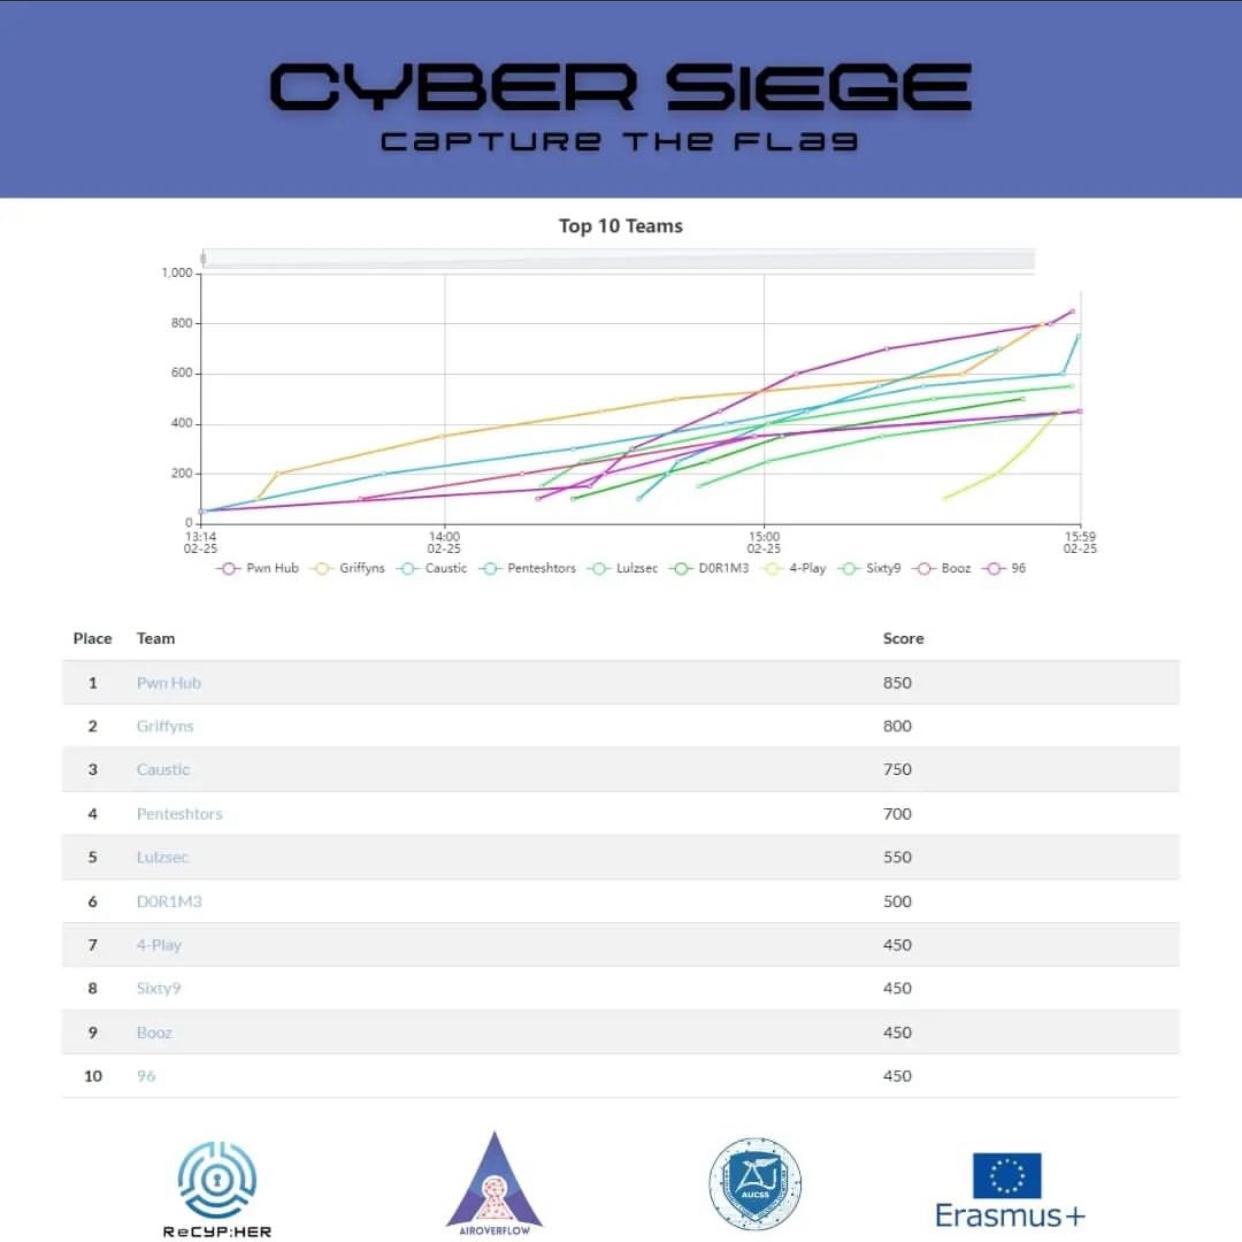 CYBER SIEGE
CAPTURE THE FLAG
Top 10 Teams
1,000
800
600
400
200
0
13:14 14:00 15:00 15:59
02-25 02-25 02-25 02-25
Pwn Hub Griffyns Caustic Penteshtors Lulzsec D0R1M3 4-Play Sixty9 Booz 96
Place Team Score
1 Pwn Hub 850
2 Griffyns 800
3 Caustic 750
4 Penteshtors 700
5 Lulzsec 550
6 D0R1M3 500
7 4-Play 450
8 Sixty9 450
9 Booz 450
10 96 450
ReCYP:HER
AIROVERFLOW
AUCSS
Erasmus+